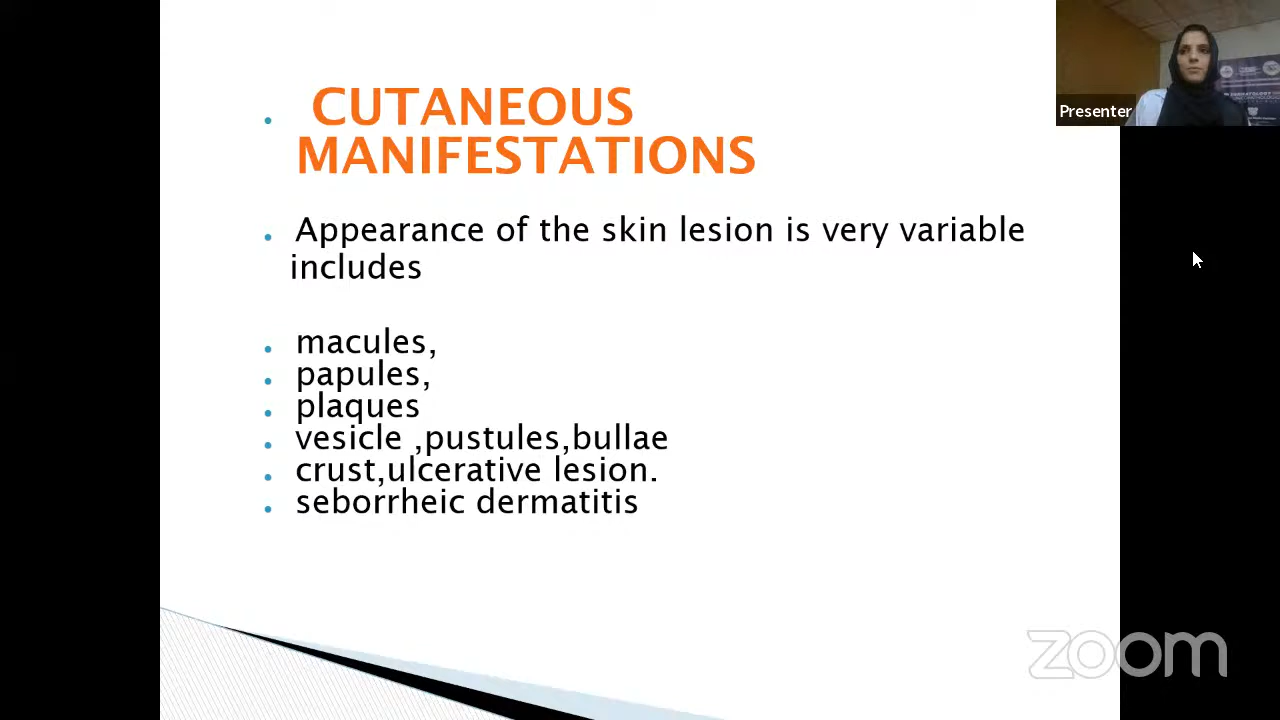 CUTANEOUS
MANIFESTATIONS
Appearance of the skin lesion is very variable
includes
macules,
papules,
plaques
vesicle ,pustules,bullae
crust,ulcerative lesion.
seborrheic dermatitis
Presenter
zoom